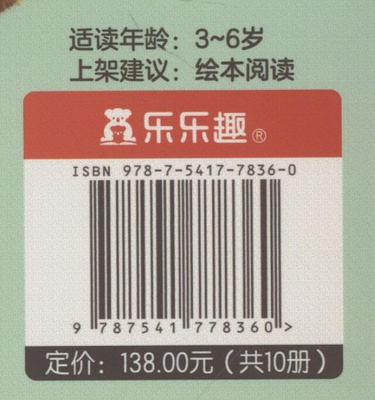 适读年龄：3~6岁
上架建议：绘本阅读
乐乐趣®
ISBN 978-7-5417-7836-0
9 787541 778360>
定价：138.00元（共10册）